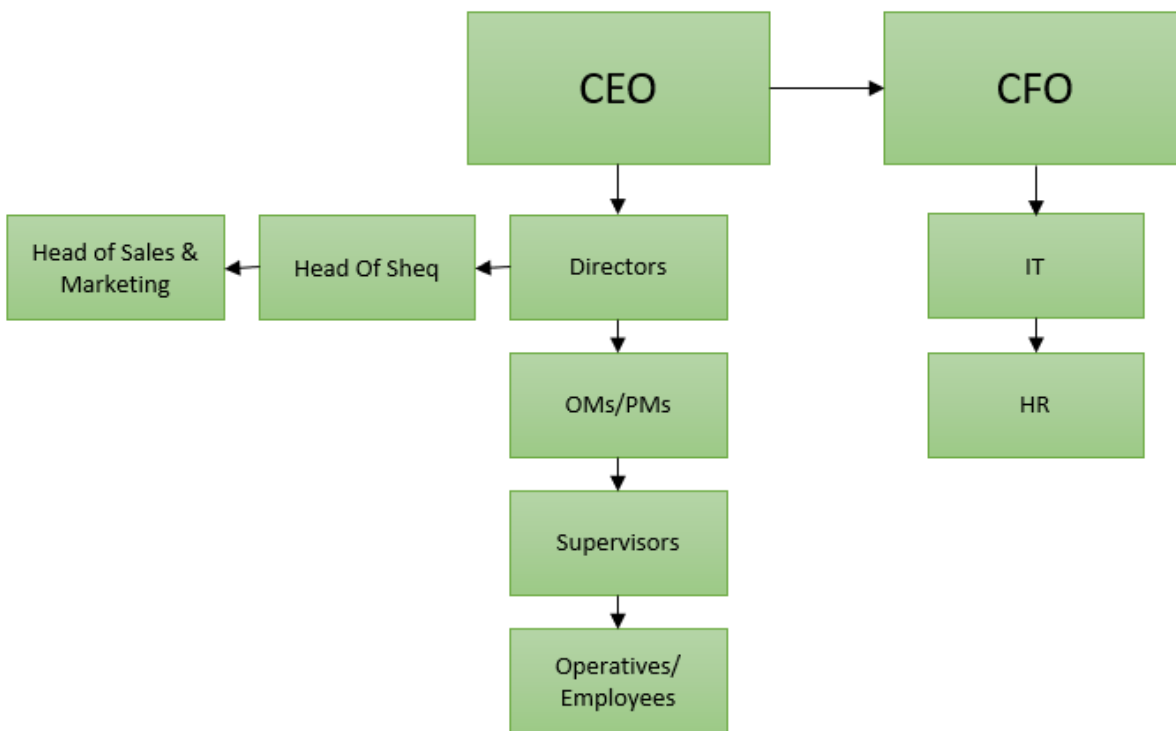 CEO
CFO
Head of Sales &
Marketing
Head Of Sheq
Directors
IT
OMs/PMs
HR
Supervisors
Operatives/
Employees